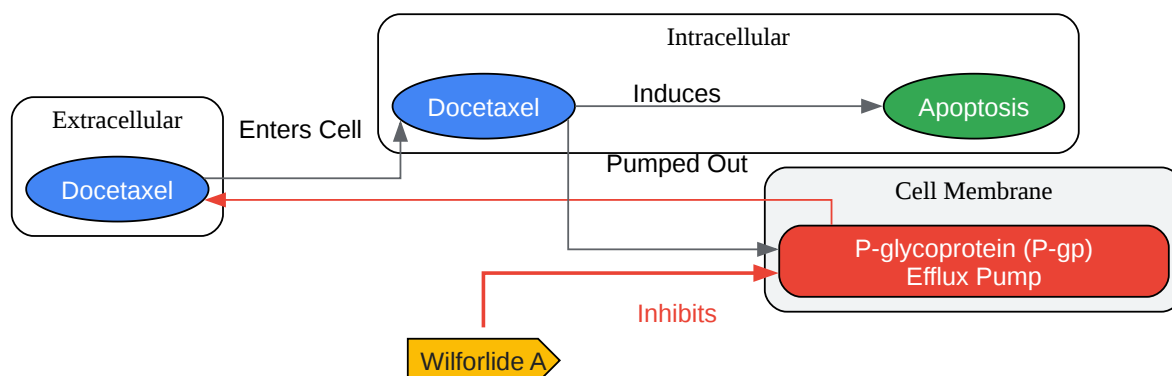 Intracellular
Docetaxel
Induces
Apoptosis
Extracellular
Enters Cell
Docetaxel
Pumped Out
Cell Membrane
P-glycoprotein (P-gp)
Efflux Pump
Inhibits
Wilforlide A